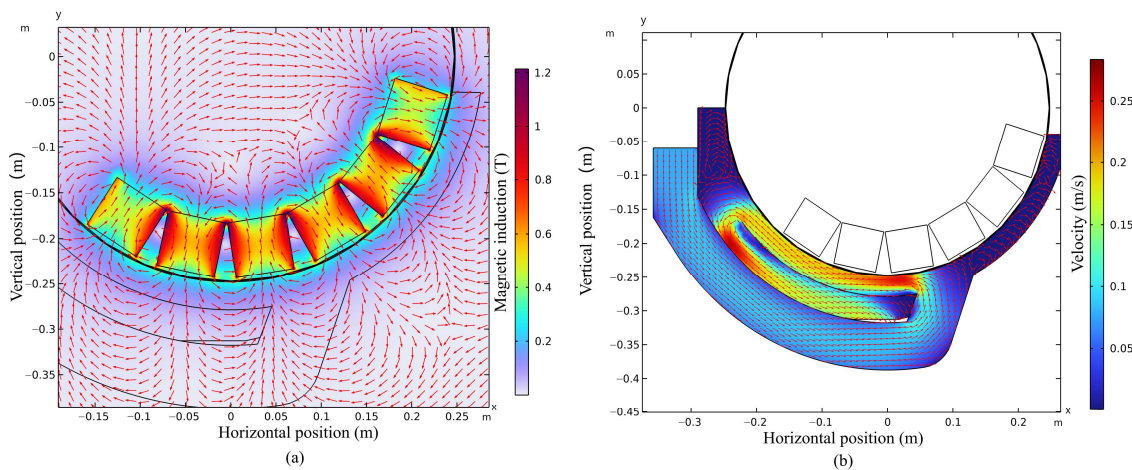 y
m
0
−0.05
−0.1
−0.15
−0.2
−0.25
−0.3
−0.35
Vertical position (m)
−0.15
−0.1
−0.05
0
0.05
0.1
0.15
0.2
0.25
x
m
Horizontal position (m)
(a)
1.2
1
0.8
0.6
0.4
0.2
Magnetic induction (T)
y
m
0.05
0
−0.05
−0.1
−0.15
−0.2
−0.25
−0.3
−0.35
−0.4
−0.45
Vertical position (m)
−0.3
−0.2
−0.1
0
0.1
0.2
x
m
Horizontal position (m)
(b)
0.25
0.2
0.15
0.1
0.05
Velocity (m/s)